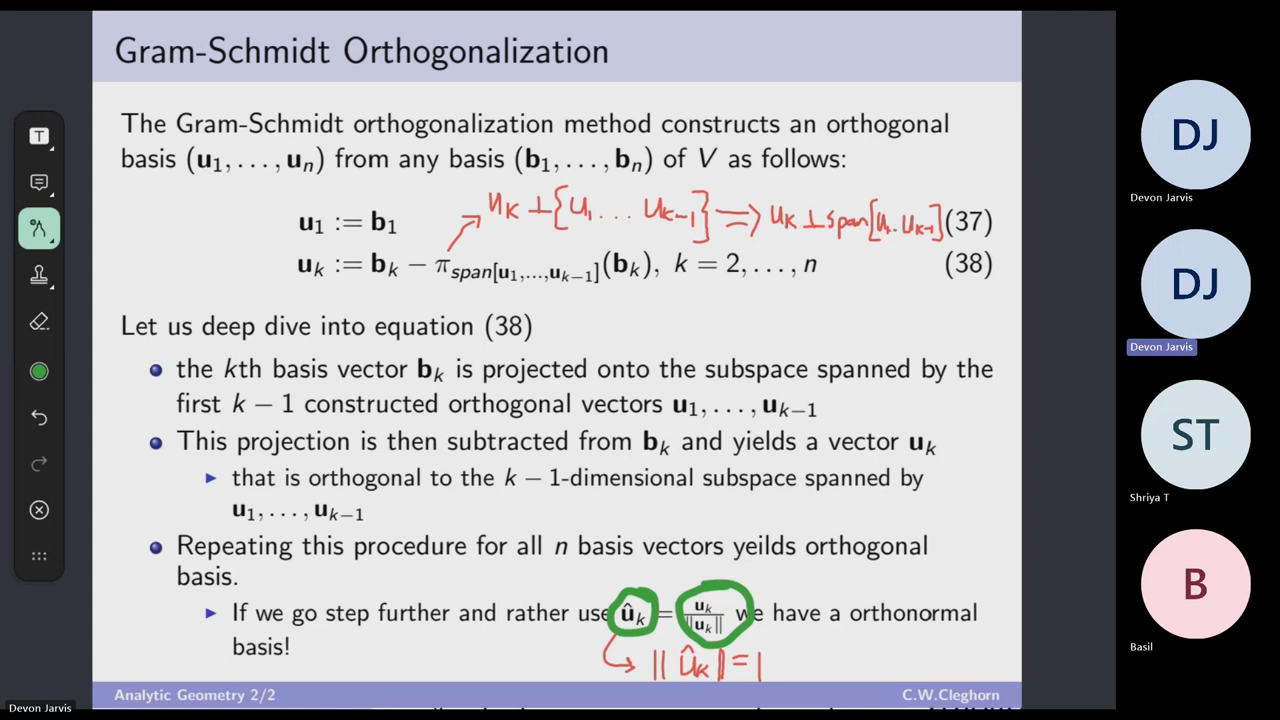 Gram-Schmidt Orthogonalization
The Gram-Schmidt orthogonalization method constructs an orthogonal
basis (u₁, . . . , uₙ) from any basis (b₁, . . . , bₙ) of V as follows:
uₖ ⊥ {u₁ . . . uₖ₋₁} ⟹ uₖ ⊥ span[u₁ .. uₖ₋₁]
u₁ := b₁ (37)
uₖ := bₖ − π_span[u₁,...,uₖ₋₁](bₖ), k = 2, . . . , n (38)
Let us deep dive into equation (38)
the kth basis vector bₖ is projected onto the subspace spanned by the
first k − 1 constructed orthogonal vectors u₁, . . . , uₖ₋₁
This projection is then subtracted from bₖ and yields a vector uₖ
that is orthogonal to the k − 1-dimensional subspace spanned by
u₁, . . . , uₖ₋₁
Repeating this procedure for all n basis vectors yeilds orthogonal
basis.
If we go step further and rather use ûₖ = uₖ/||uₖ|| we have a orthonormal
basis!
|| ûₖ || = 1
Analytic Geometry 2/2 C.W.Cleghorn
T
DJ
Devon Jarvis
DJ
Devon Jarvis
ST
Shriya T
B
Basil
Devon Jarvis